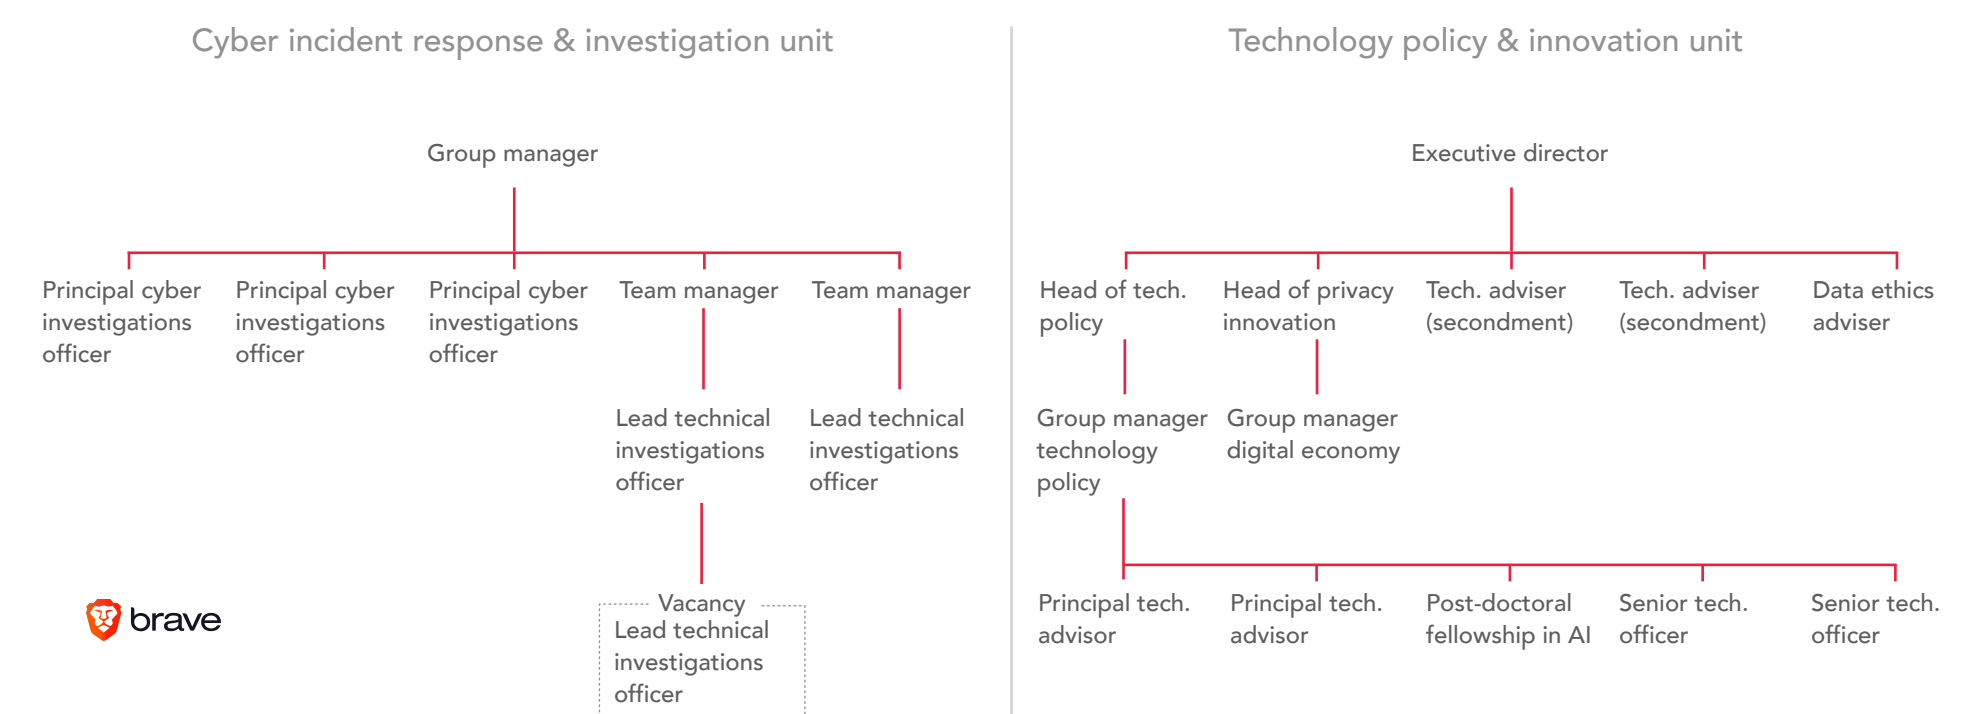 Cyber incident response & investigation unit
Group manager
Principal cyber
investigations
officer
Principal cyber
investigations
officer
Principal cyber
investigations
officer
Team manager
Team manager
Lead technical
investigations
officer
Lead technical
investigations
officer
Vacancy
Lead technical
investigations
officer
brave
Technology policy & innovation unit
Executive director
Head of tech.
policy
Head of privacy
innovation
Tech. adviser
(secondment)
Tech. adviser
(secondment)
Data ethics
adviser
Group manager
technology
policy
Group manager
digital economy
Principal tech.
advisor
Principal tech.
advisor
Post-doctoral
fellowship in AI
Senior tech.
officer
Senior tech.
officer